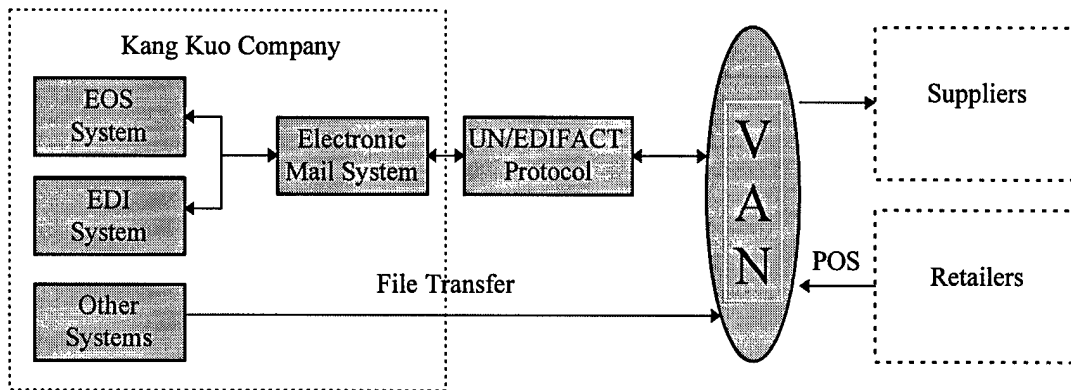 Kang Kuo Company
EOS
System
EDI
System
Other
Systems
Electronic
Mail System
UN/EDIFACT
Protocol
File Transfer
V
A
N
POS
Suppliers
Retailers